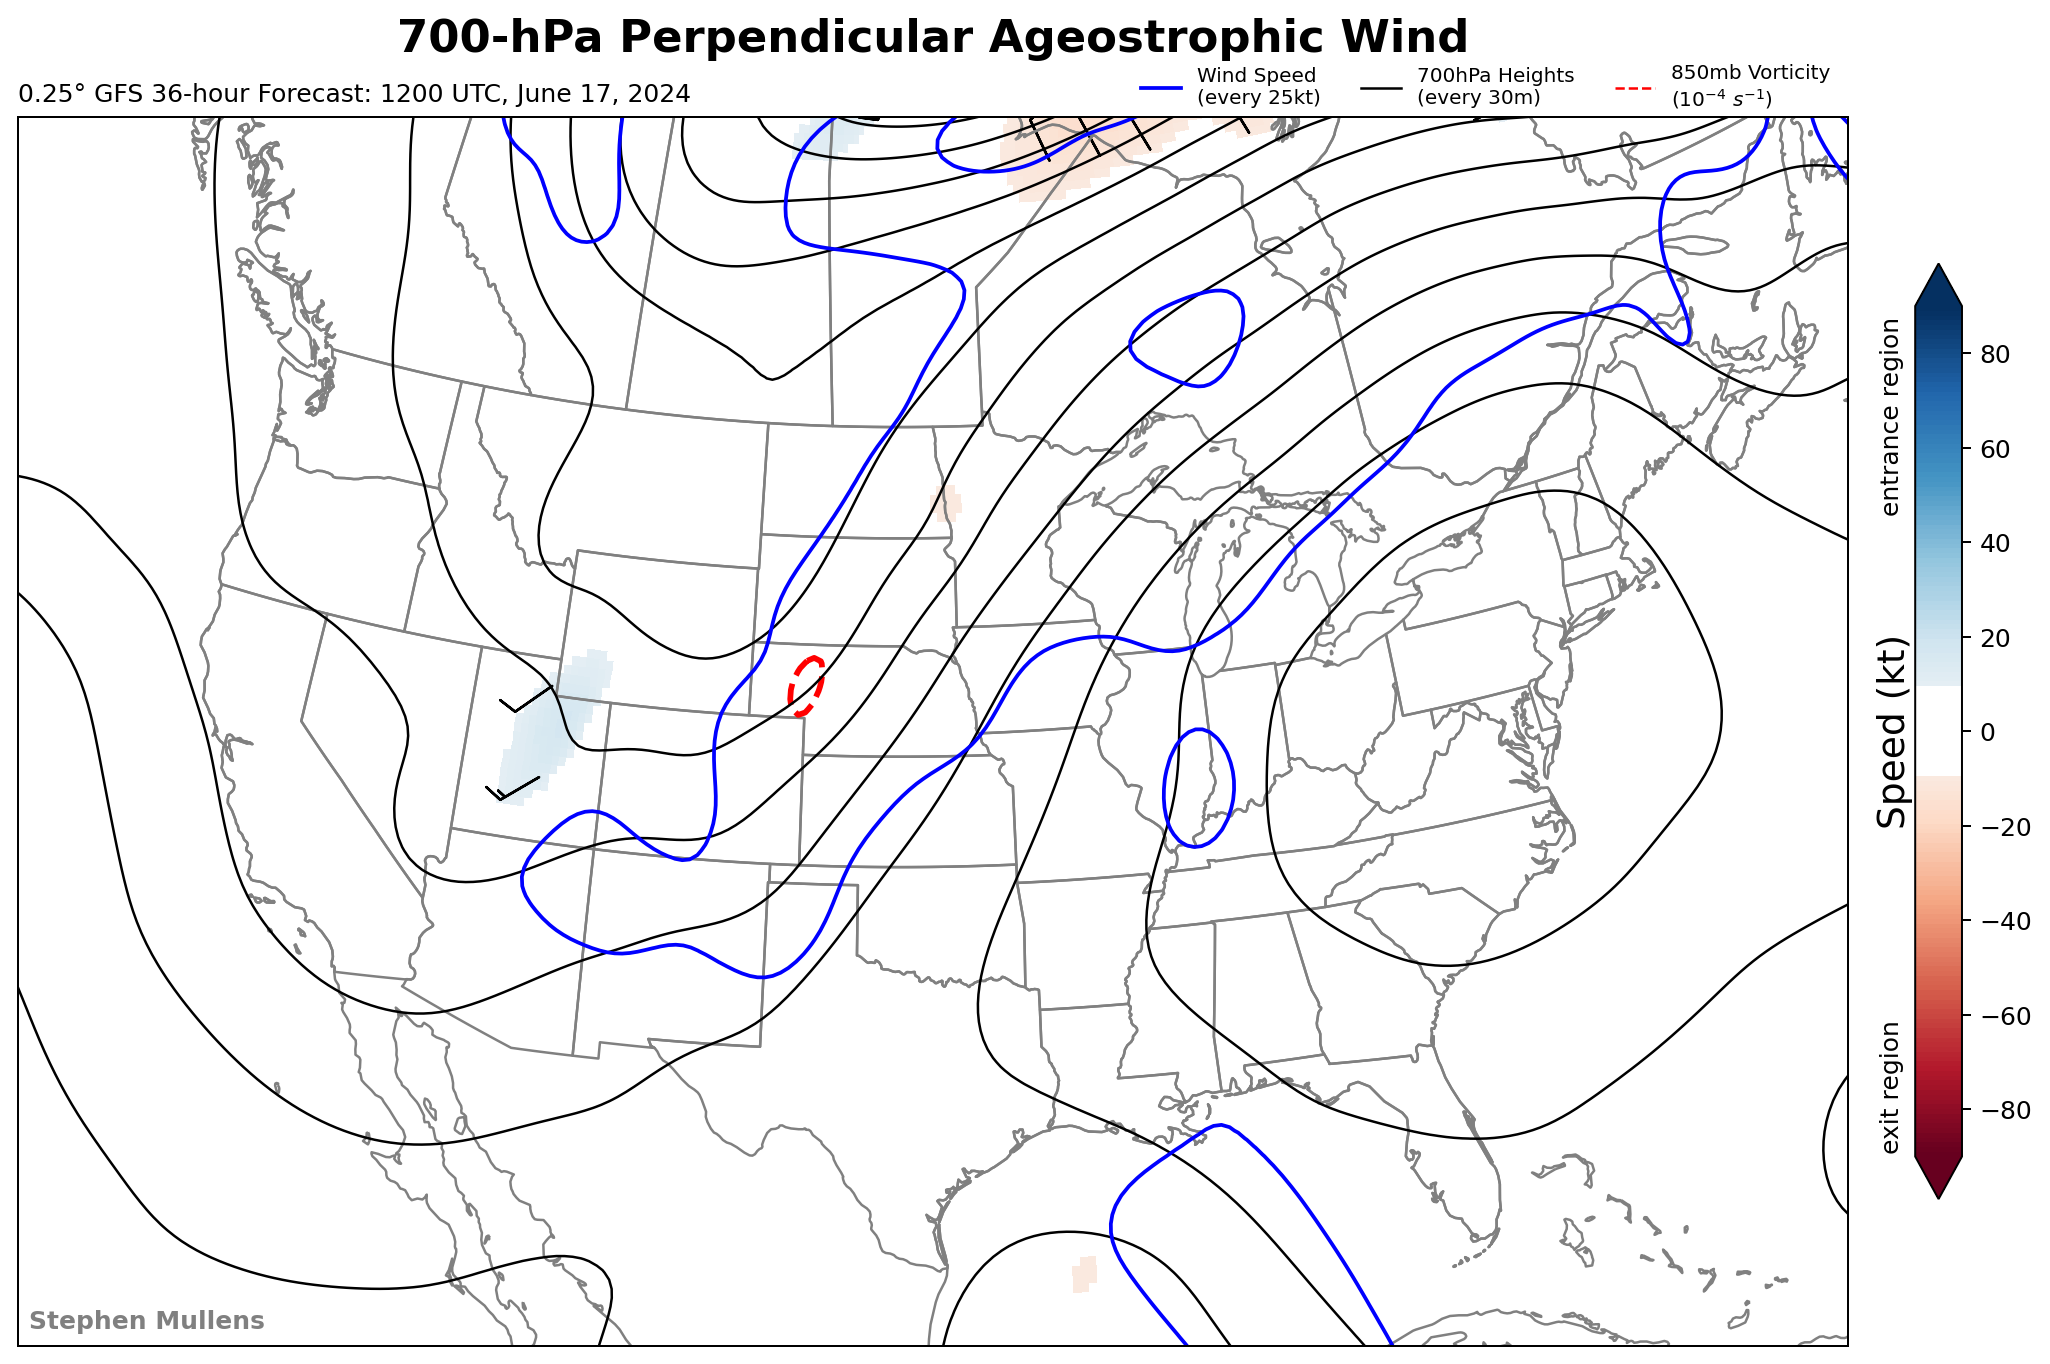 700-hPa Perpendicular Ageostrophic Wind
0.25° GFS 36-hour Forecast: 1200 UTC, June 17, 2024
Wind Speed
(every 25kt)
700hPa Heights
(every 30m)
850mb Vorticity
(10⁻⁴ s⁻¹)
entrance region
Speed (kt)
exit region
80
60
40
20
0
−20
−40
−60
−80
Stephen Mullens